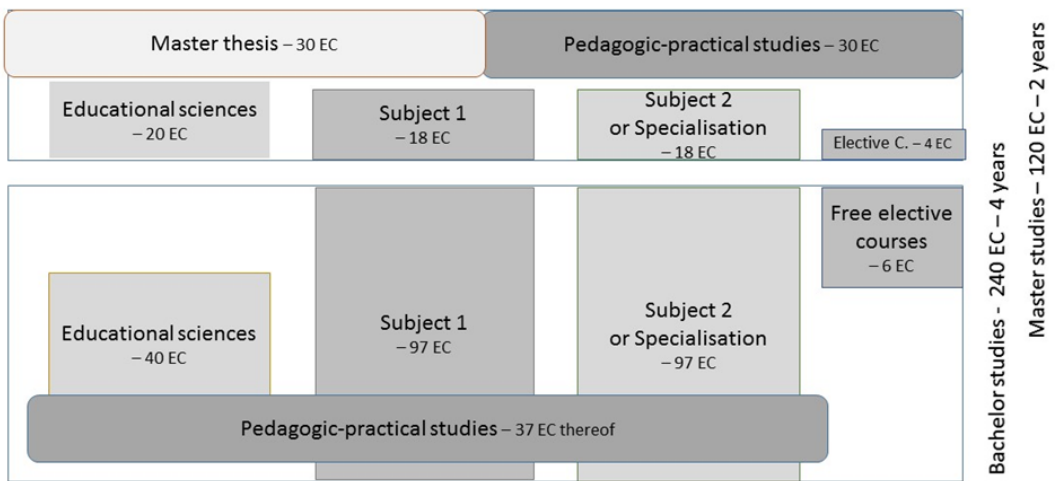 Master thesis – 30 EC
Pedagogic-practical studies – 30 EC
Educational sciences
– 20 EC
Subject 1
– 18 EC
Subject 2
or Specialisation
– 18 EC
Elective C. – 4 EC
Master studies – 120 EC – 2 years
Free elective
courses
– 6 EC
Educational sciences
– 40 EC
Subject 1
– 97 EC
Subject 2
or Specialisation
– 97 EC
Pedagogic-practical studies – 37 EC thereof
Bachelor studies - 240 EC – 4 years